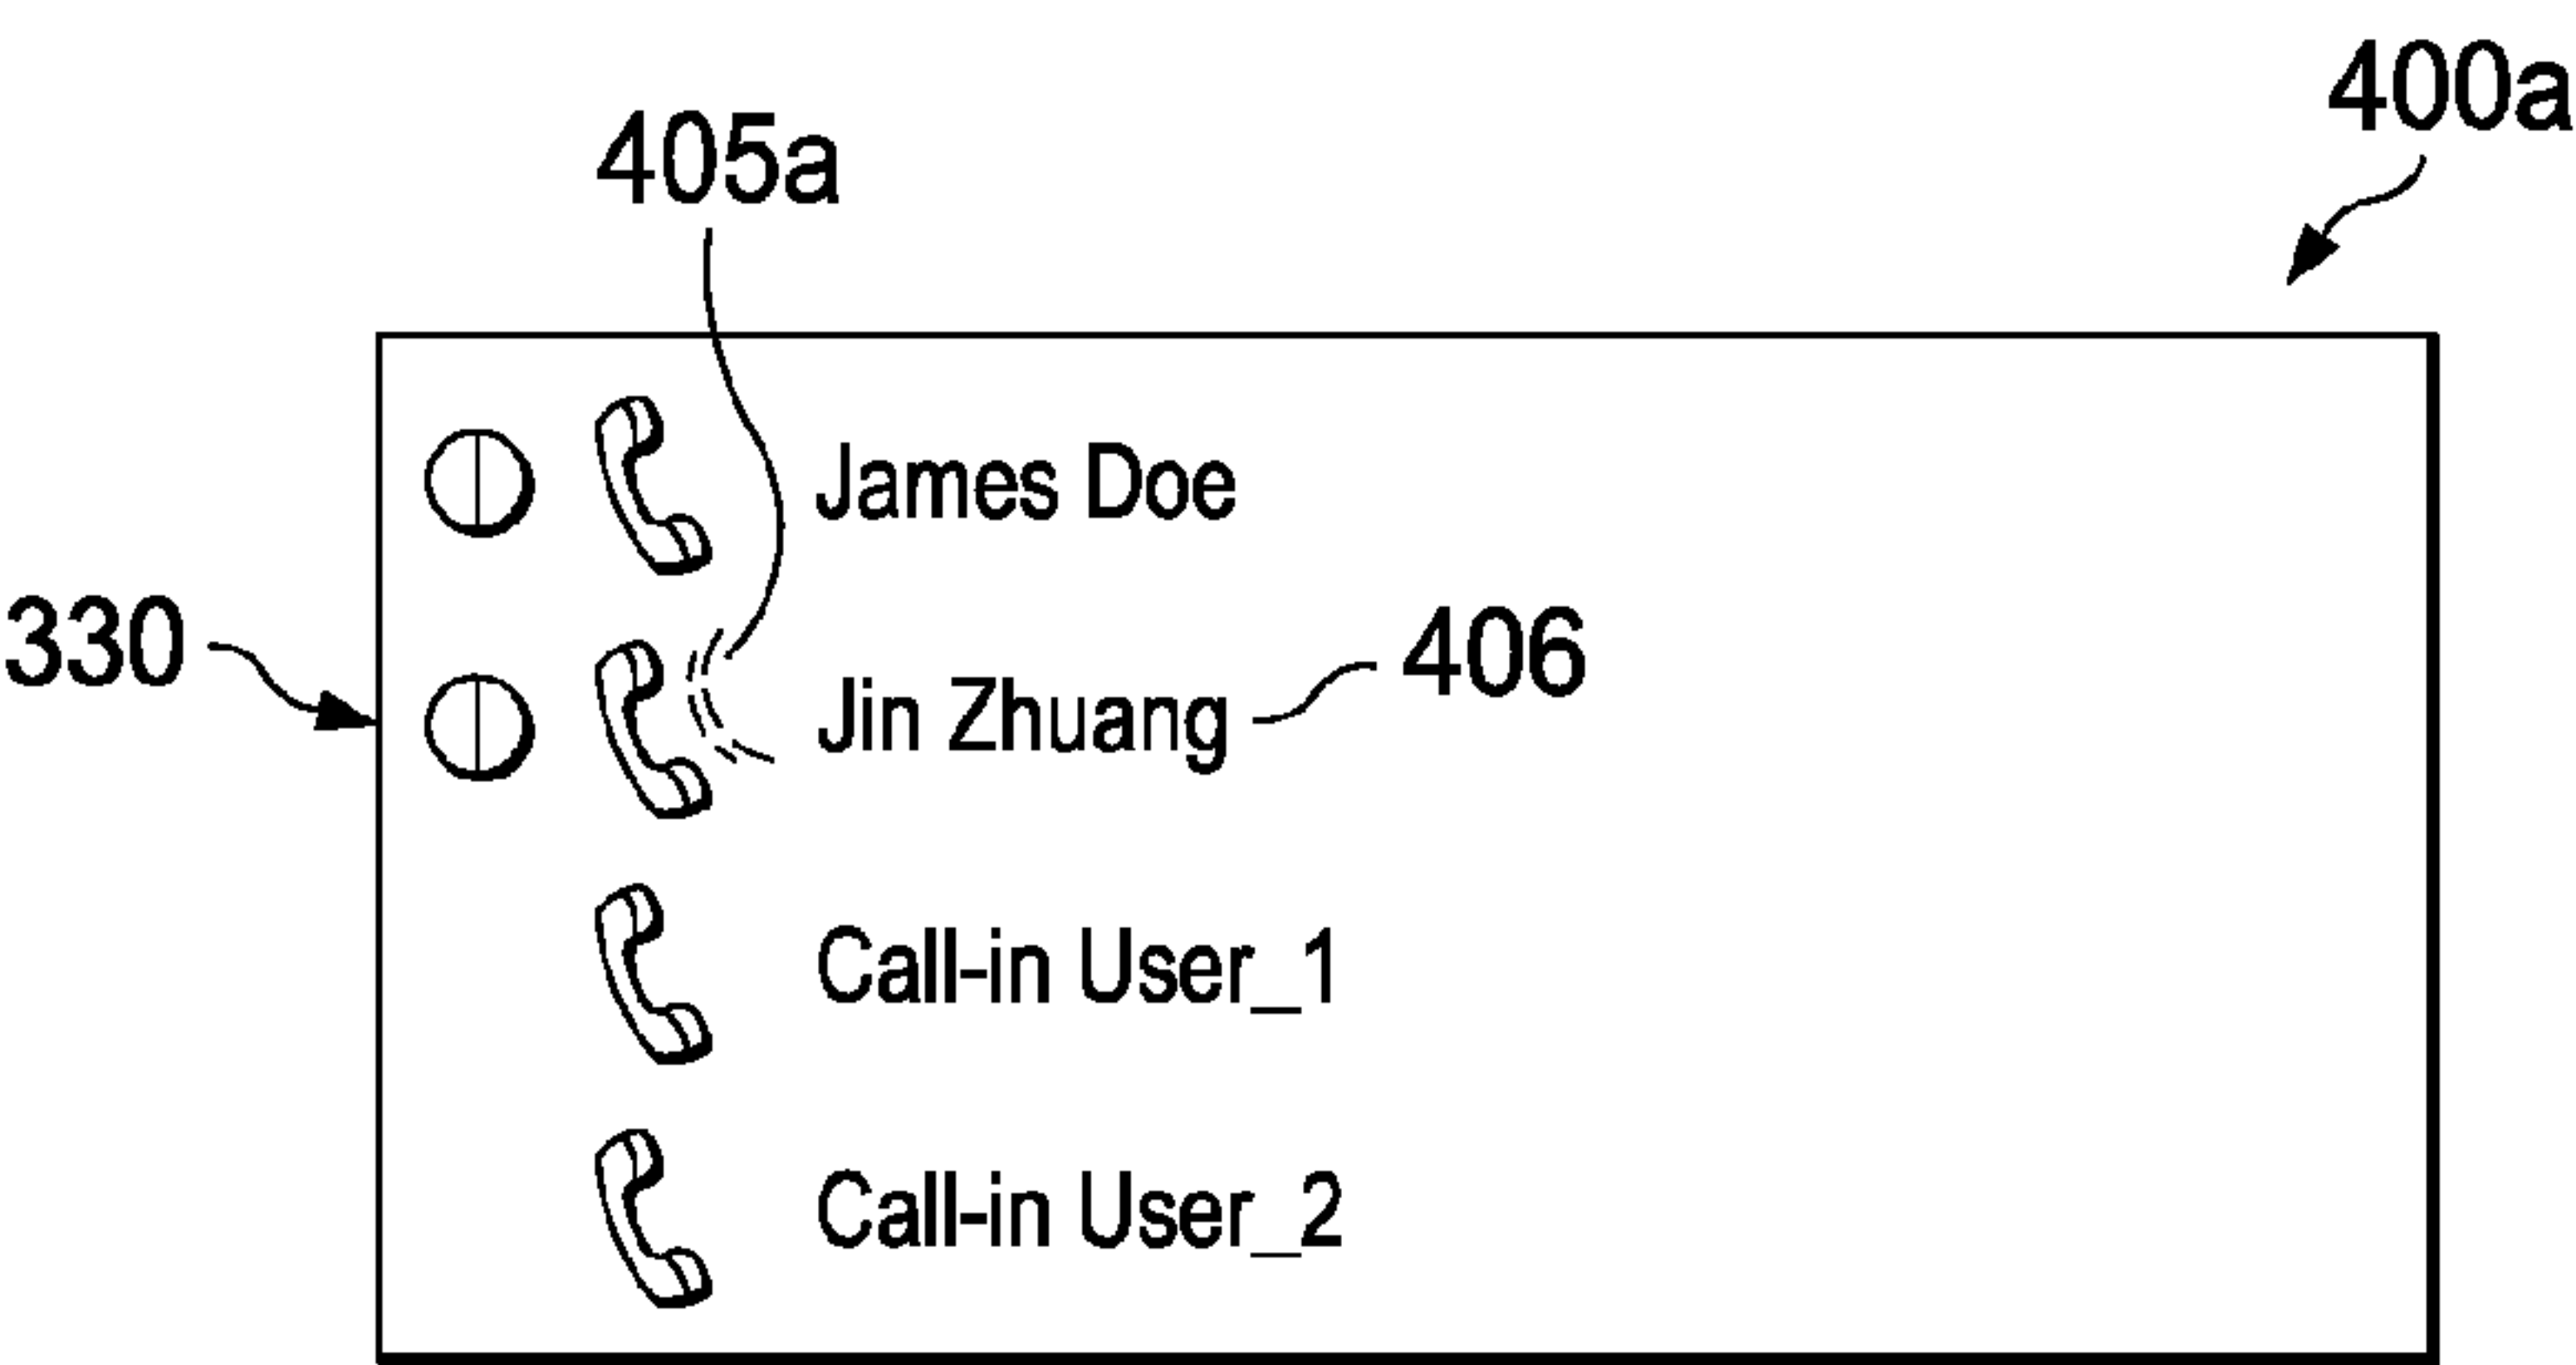 400a
405a
James Doe
330
Jin Zhuang
406
Call-in User_1
Call-in User_2